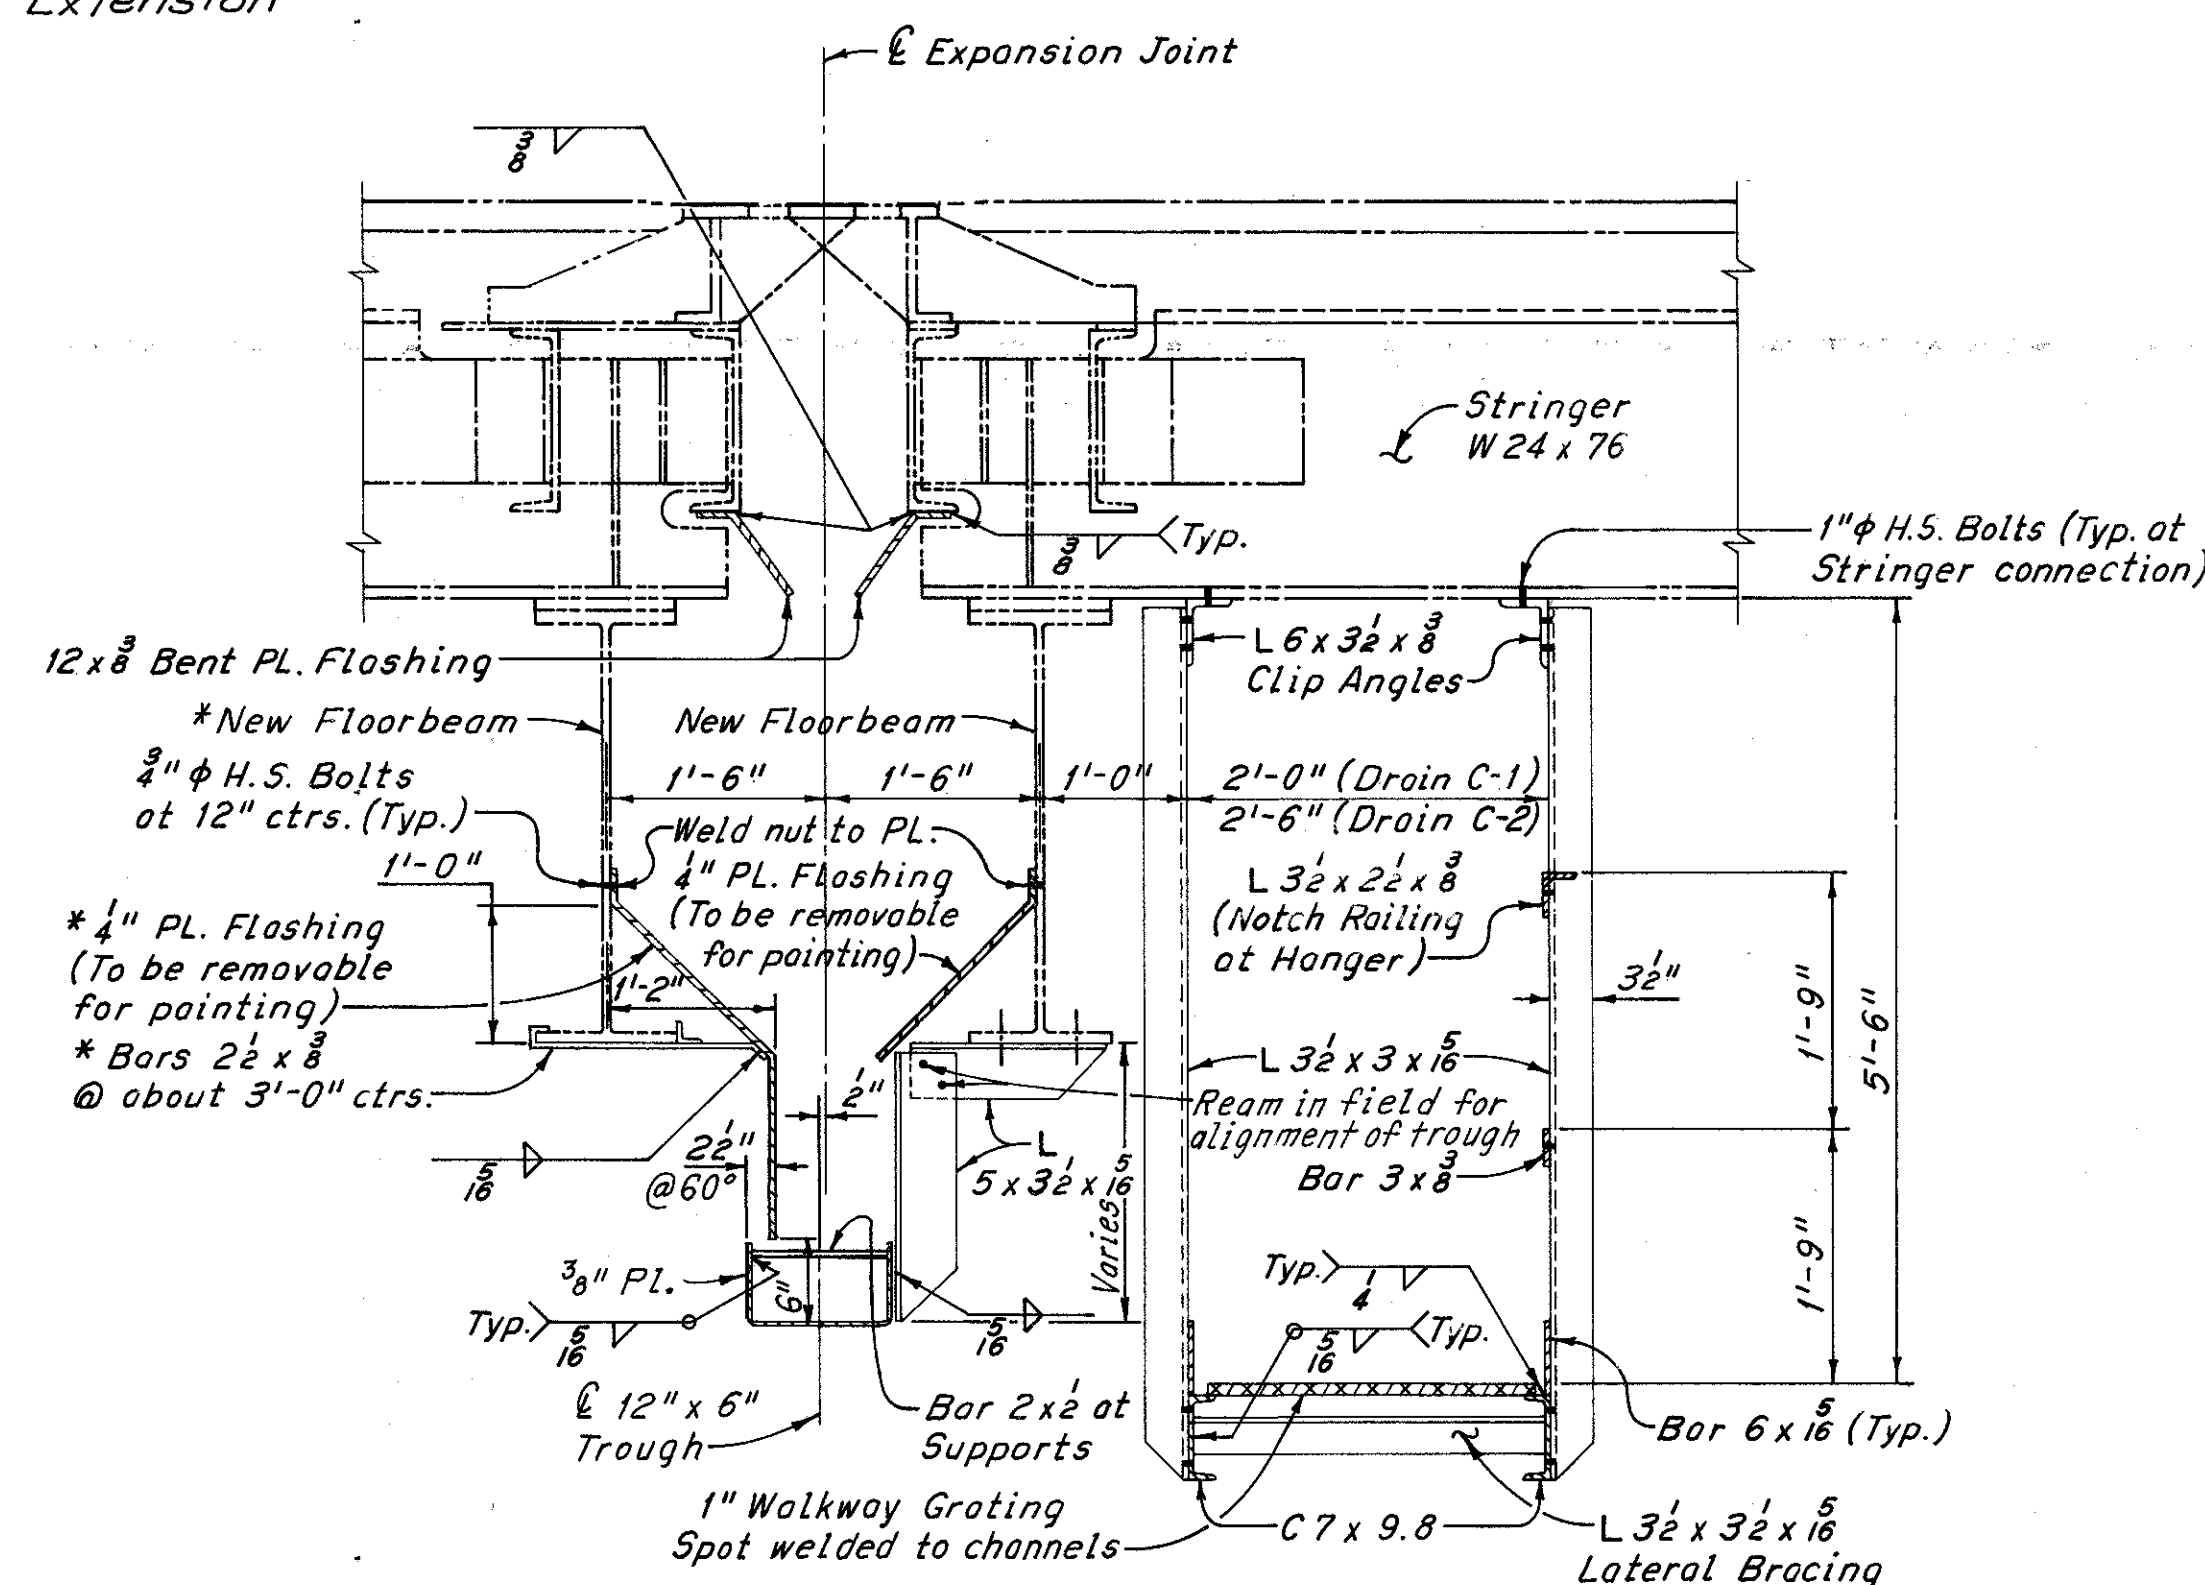 Extension
℄ Expansion Joint
3/8
Stringer
W 24 x 76
3/8
Typ.
1"ϕ H.S. Bolts (Typ. at
Stringer connection)
12 x 3/8 Bent PL. Flashing
L 6 x 3 1/2 x 3/8
Clip Angles
*New Floorbeam
New Floorbeam
3/4"ϕ H.S. Bolts
at 12" ctrs. (Typ.)
1'-6"
1'-6"
1'-0"
2'-0" (Drain C-1)
2'-6" (Drain C-2)
Weld nut to PL.
1'-0"
1/4" PL. Flashing
(To be removable
for painting)
L 3 1/2 x 2 1/2 x 3/8
(Notch Railing
at Hanger)
* 1/4" PL. Flashing
(To be removable
for painting)
1'-2"
3 1/2"
1'-9"
5'-6"
* Bars 2 1/2 x 3/8
@ about 3'-0" ctrs.
L 3 1/2 x 3 x 5/16
1/2"
Ream in field for
alignment of trough
5/16
2 1/2"
@60°
L
5 x 3 1/2 x 5/16
Varies
Bar 3 x 3/8
1'-9"
3/8" Pl.
6"
Typ.
5/16
5/16
Typ.
1/4
5/16
Typ.
℄ 12" x 6"
Trough
Bar 2 x 1/2 at
Supports
Bar 6 x 5/16 (Typ.)
1" Walkway Grating
Spot welded to channels
C 7 x 9.8
L 3 1/2 x 3 1/2 x 5/16
Lateral Bracing